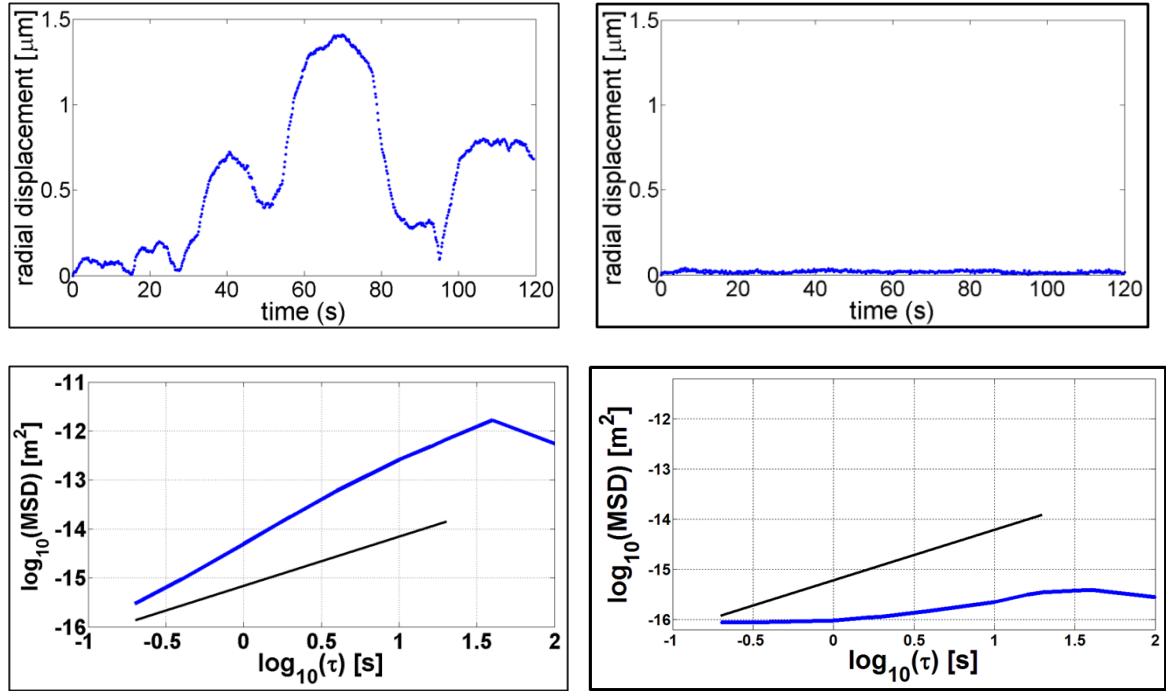 radial displacement [μm]
1.5
1
0.5
0
0 20 40 60 80 100 120
time (s)
radial displacement [μm]
1.5
1
0.5
0
0 20 40 60 80 100 120
time (s)
log10(MSD) [m2]
-11
-12
-13
-14
-15
-16
-1 -0.5 0 0.5 1 1.5 2
log10(τ) [s]
log10(MSD) [m2]
-12
-13
-14
-15
-16
-1 -0.5 0 0.5 1 1.5 2
log10(τ) [s]